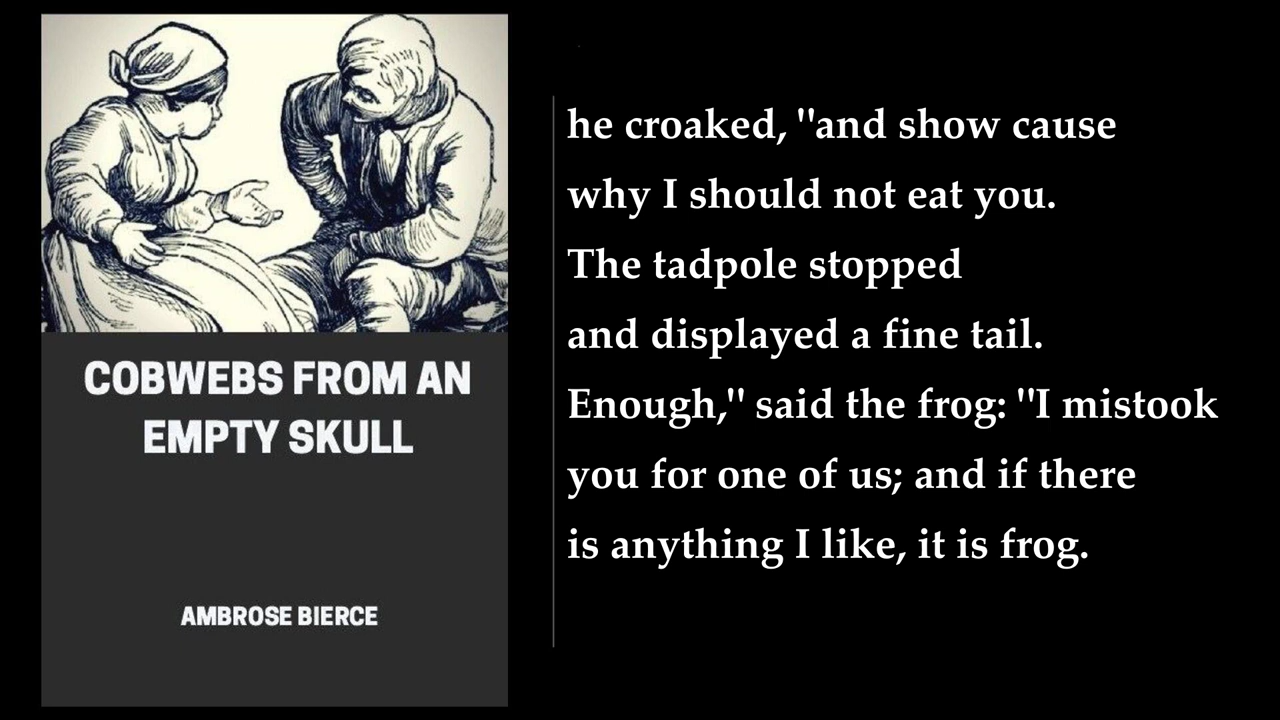 COBWEBS FROM AN
EMPTY SKULL
AMBROSE BIERCE
he croaked, "and show cause
why I should not eat you.
The tadpole stopped
and displayed a fine tail.
Enough," said the frog: "I mistook
you for one of us; and if there
is anything I like, it is frog.